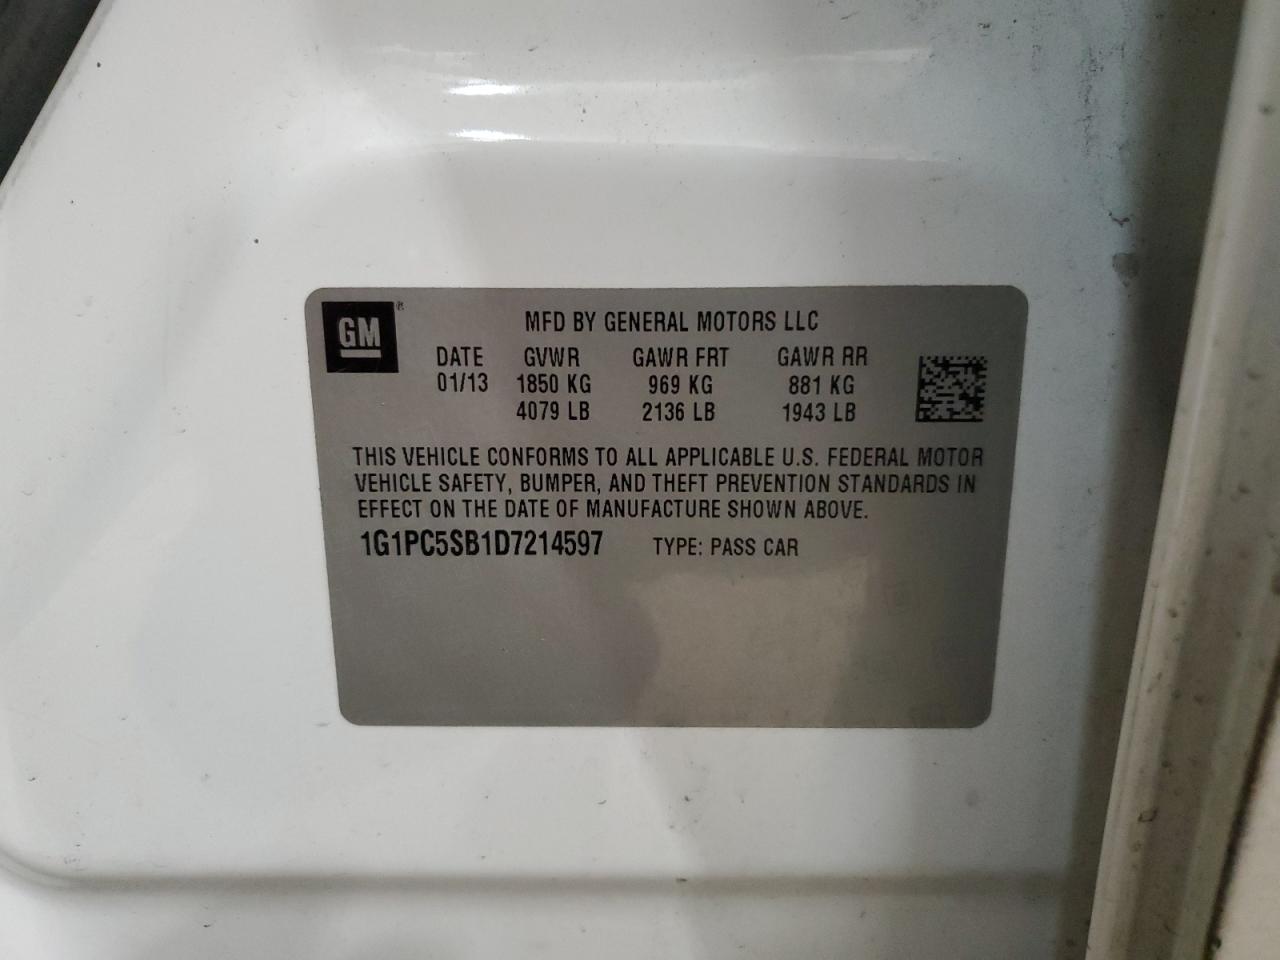 GM®
MFD BY GENERAL MOTORS LLC
DATE GVWR GAWR FRT GAWR RR
01/13 1850 KG 969 KG 881 KG
4079 LB 2136 LB 1943 LB
THIS VEHICLE CONFORMS TO ALL APPLICABLE U.S. FEDERAL MOTOR
VEHICLE SAFETY, BUMPER, AND THEFT PREVENTION STANDARDS IN
EFFECT ON THE DATE OF MANUFACTURE SHOWN ABOVE.
1G1PC5SB1D7214597 TYPE: PASS CAR